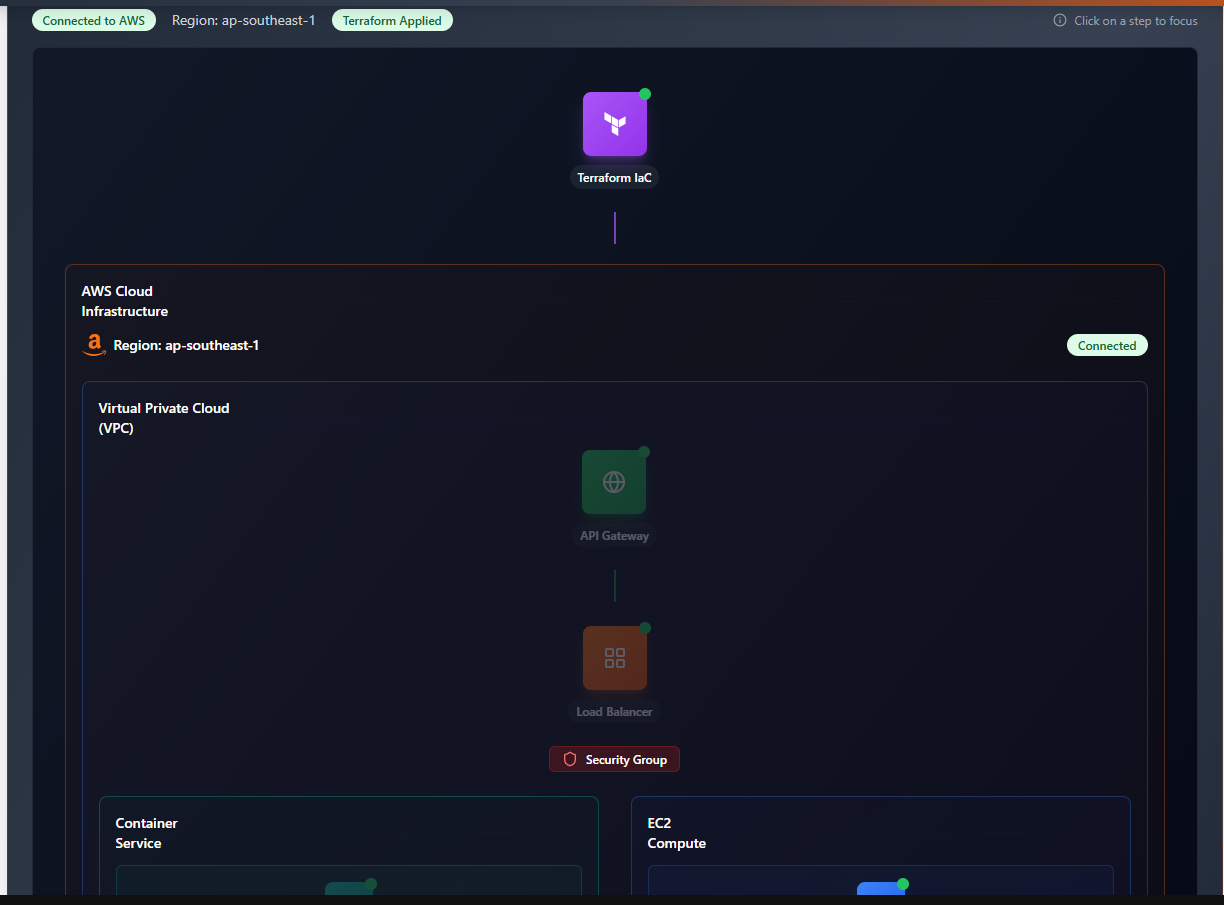 Connected to AWS
Region: ap-southeast-1
Terraform Applied
Click on a step to focus
Terraform IaC
AWS Cloud
Infrastructure
Region: ap-southeast-1
Connected
Virtual Private Cloud
(VPC)
API Gateway
Load Balancer
Security Group
Container
Service
EC2
Compute